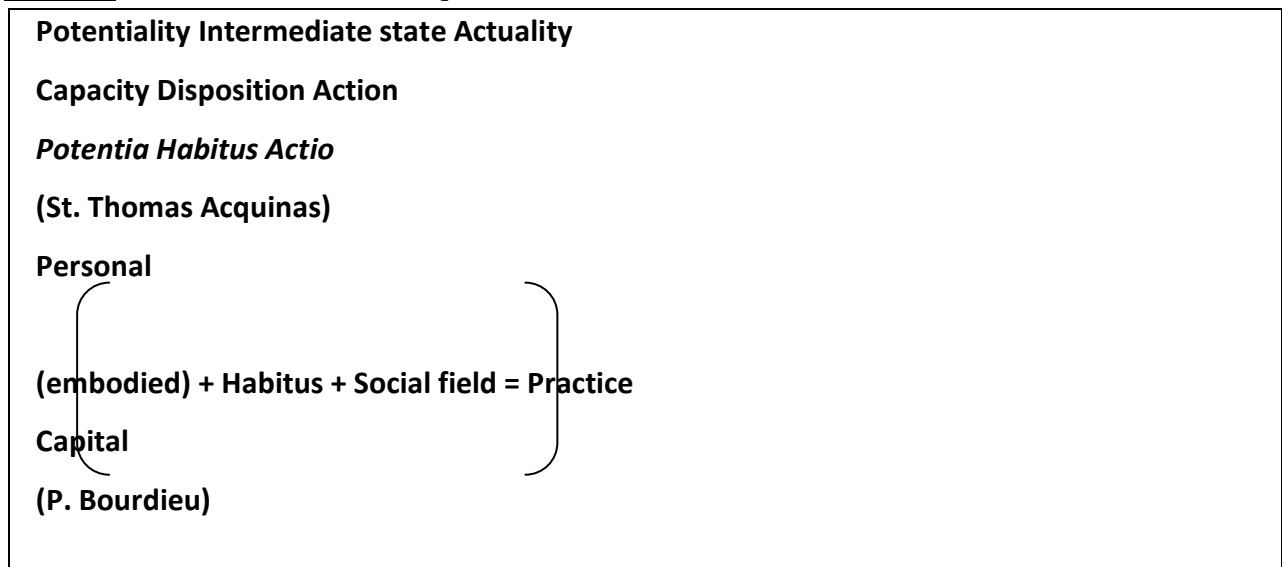 Potentiality Intermediate state Actuality
Capacity Disposition Action
Potentia Habitus Actio
(St. Thomas Acquinas)
Personal
(embodied) + Habitus + Social field = Practice
Capital
(P. Bourdieu)